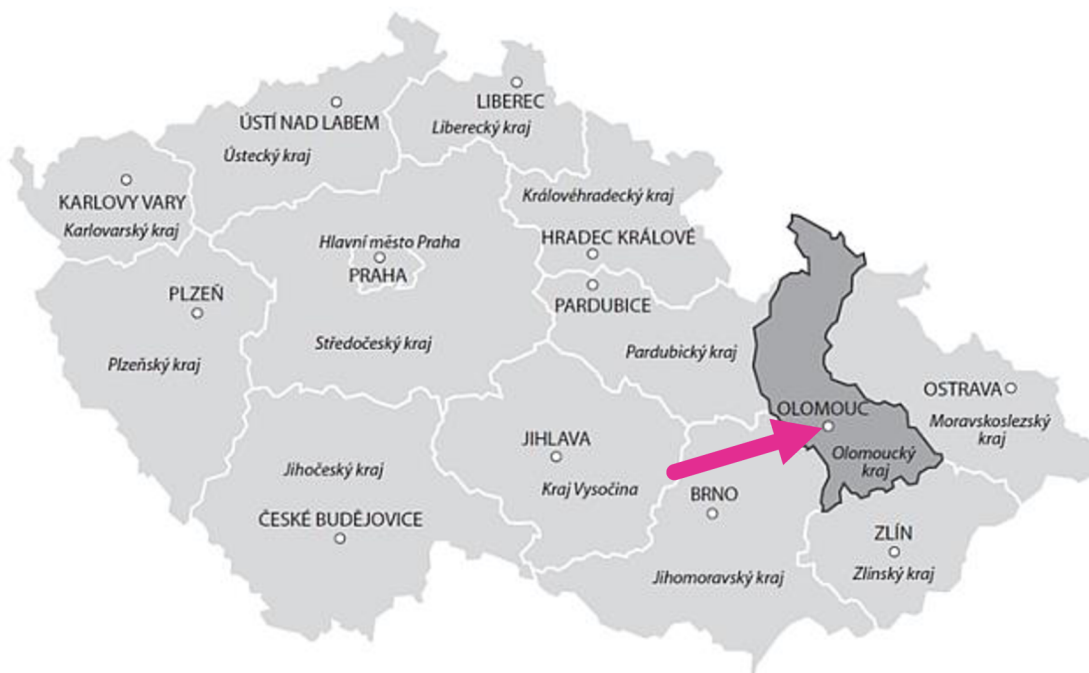 LIBEREC
Liberecký kraj
ÚSTÍ NAD LABEM
Ústecký kraj
KARLOVY VARY
Karlovarský kraj
Královéhradecký kraj
HRADEC KRÁLOVÉ
Hlavní město Praha
PRAHA
PLZEŇ
Plzeňský kraj
Středočeský kraj
PARDUBICE
Pardubický kraj
OSTRAVA
Moravskoslezský
kraj
OLOMOUC
Olomoucký
kraj
JIHLAVA
Kraj Vysočina
Jihočeský kraj
ČESKÉ BUDĚJOVICE
BRNO
Jihomoravský kraj
ZLÍN
Zlínský kraj